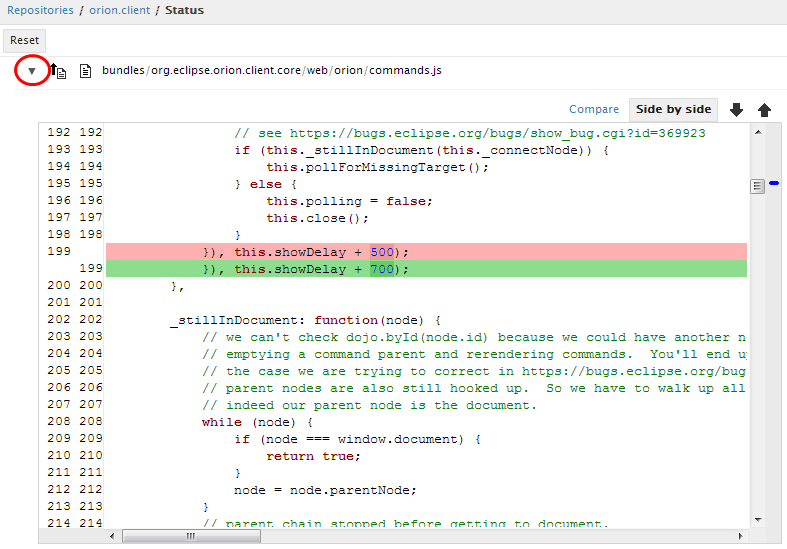 Repositories / orion.client / Status
Reset
bundles/org.eclipse.orion.client.core/web/orion/commands.js
Compare Side by side
192 192 // see https://bugs.eclipse.org/bugs/show_bug.cgi?id=369923
193 193 if (this._stillInDocument(this._connectNode)) {
194 194 this.pollForMissingTarget();
195 195 } else {
196 196 this.polling = false;
197 197 this.close();
198 198 }
199 }), this.showDelay + 500);
199 }), this.showDelay + 700);
200 200 },
201 201
202 202 _stillInDocument: function(node) {
203 203 // we can't check dojo.byId(node.id) because we could have another n
204 204 // emptying a command parent and rerendering commands. You'll end up
205 205 // the case we are trying to correct in https://bugs.eclipse.org/bug
206 206 // parent nodes are also still hooked up. So we have to walk up all
207 207 // indeed our parent node is the document.
208 208 while (node) {
209 209 if (node === window.document) {
210 210 return true;
211 211 }
212 212 node = node.parentNode;
213 213 }
214 214 // parent chain stopped before getting to document.